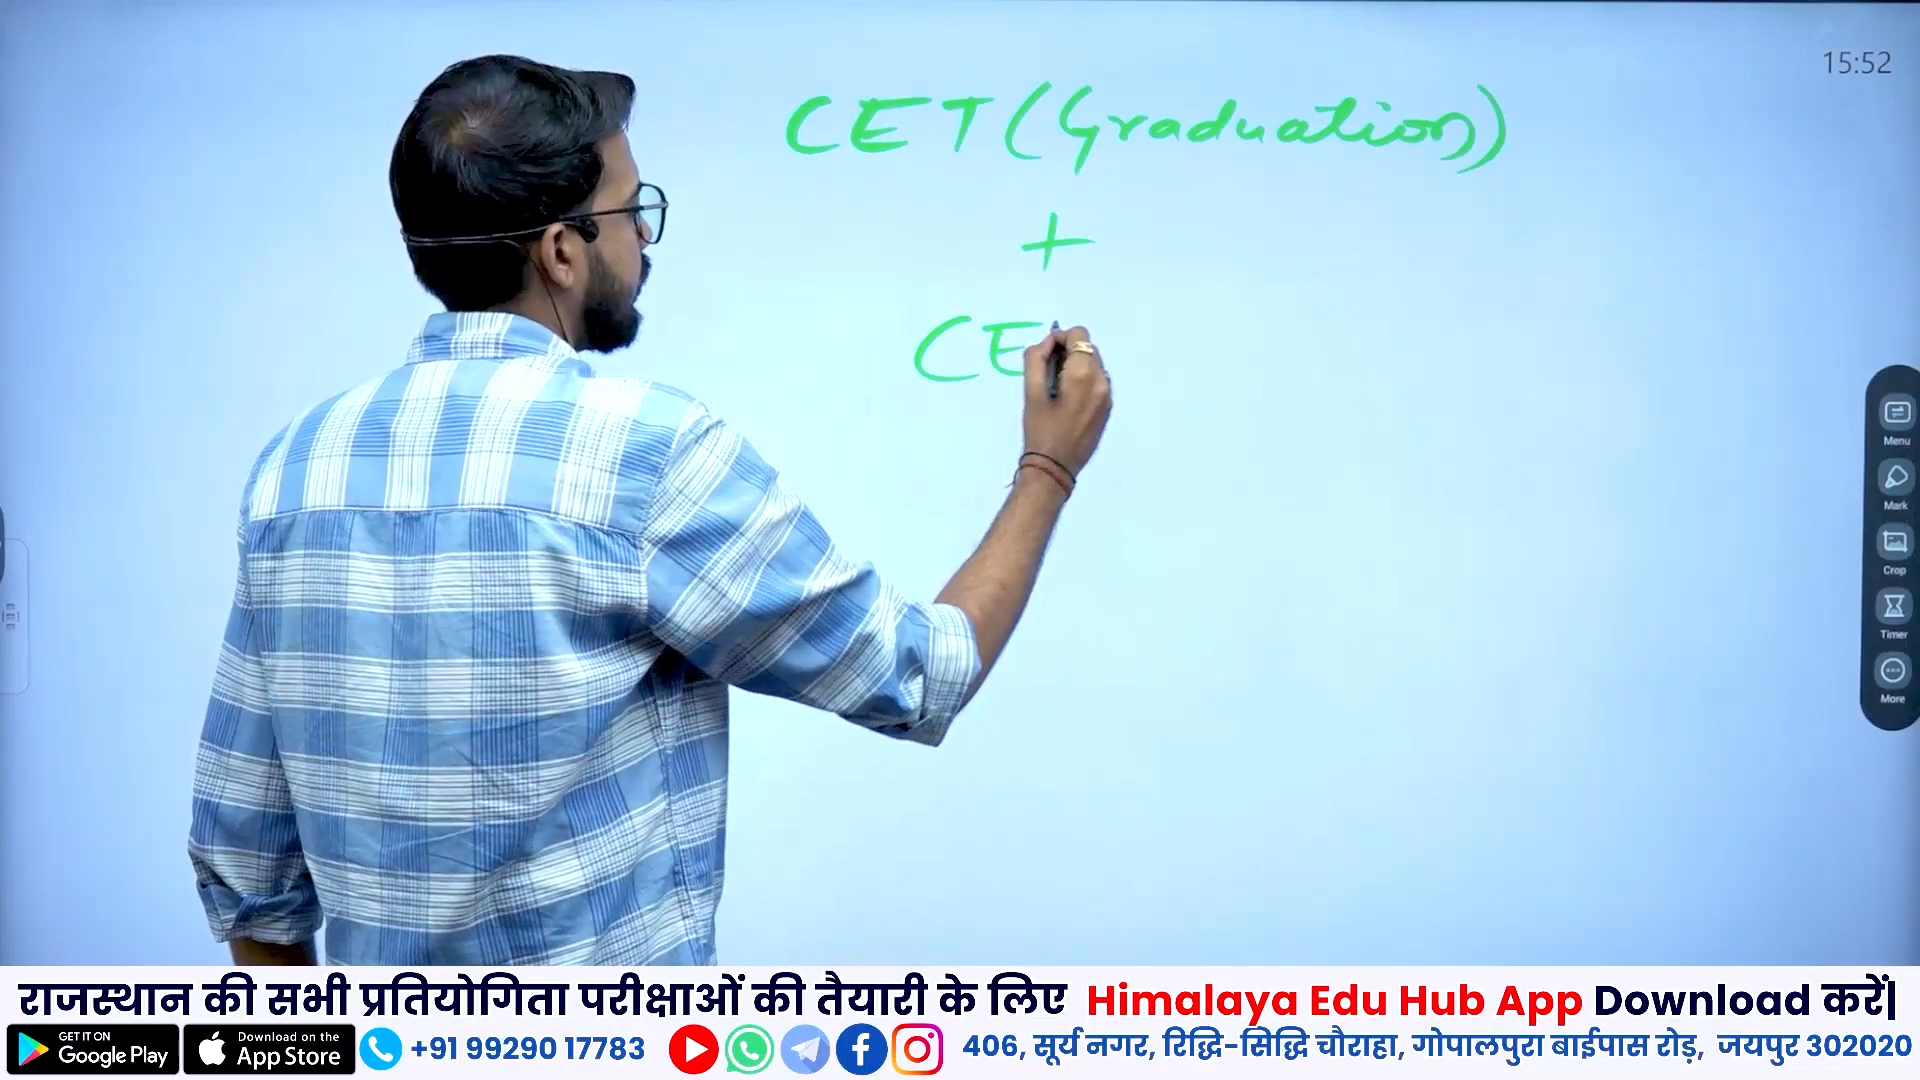 15:52
CET (Graduation)
+
CE
Menu
Mark
Crop
Timer
More
राजस्थान की सभी प्रतियोगिता परीक्षाओं की तैयारी के लिए Himalaya Edu Hub App Download करें|
GET IT ON Google Play Download on the App Store +91 99290 17783 406, सूर्य नगर, रिद्धि-सिद्धि चौराहा, गोपालपुरा बाईपास रोड़, जयपुर 302020